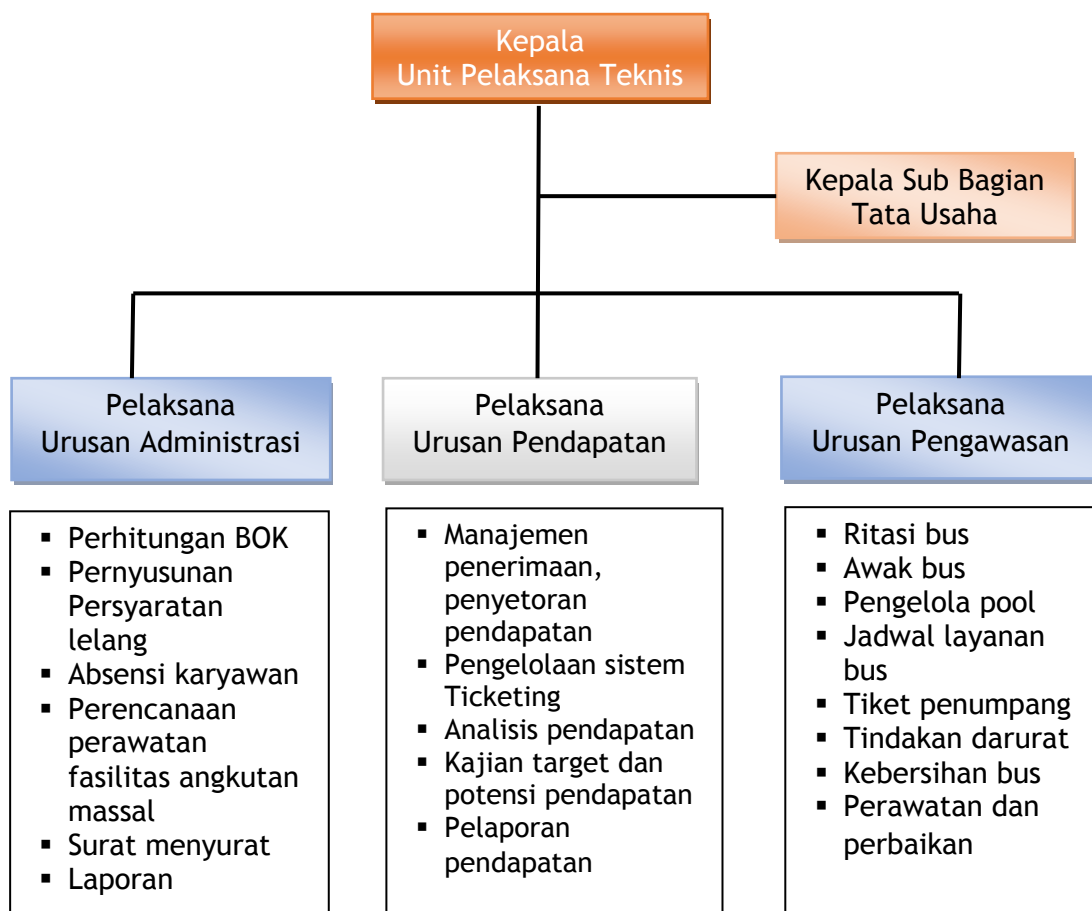 Kepala
Unit Pelaksana Teknis
Kepala Sub Bagian
Tata Usaha
Pelaksana
Urusan Administrasi
Pelaksana
Urusan Pendapatan
Pelaksana
Urusan Pengawasan
▪ Perhitungan BOK
▪ Pernyusunan
Persyaratan
lelang
▪ Absensi karyawan
▪ Perencanaan
perawatan
fasilitas angkutan
massal
▪ Surat menyurat
▪ Laporan
▪ Manajemen
penerimaan,
penyetoran
pendapatan
▪ Pengelolaan sistem
Ticketing
▪ Analisis pendapatan
▪ Kajian target dan
potensi pendapatan
▪ Pelaporan
pendapatan
▪ Ritasi bus
▪ Awak bus
▪ Pengelola pool
▪ Jadwal layanan
bus
▪ Tiket penumpang
▪ Tindakan darurat
▪ Kebersihan bus
▪ Perawatan dan
perbaikan